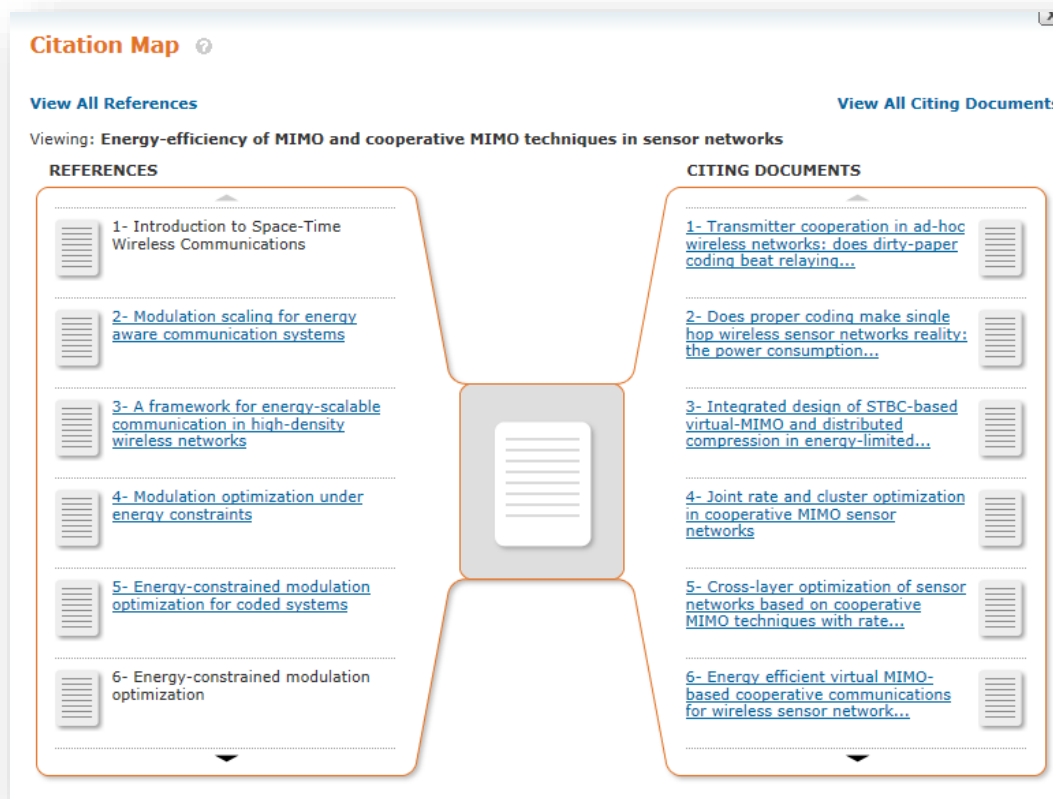 Citation Map ?
View All References
View All Citing Documents
Viewing: Energy-efficiency of MIMO and cooperative MIMO techniques in sensor networks
REFERENCES
1- Introduction to Space-Time
Wireless Communications
2- Modulation scaling for energy
aware communication systems
3- A framework for energy-scalable
communication in high-density
wireless networks
4- Modulation optimization under
energy constraints
5- Energy-constrained modulation
optimization for coded systems
6- Energy-constrained modulation
optimization
CITING DOCUMENTS
1- Transmitter cooperation in ad-hoc
wireless networks: does dirty-paper
coding beat relaying...
2- Does proper coding make single
hop wireless sensor networks reality:
the power consumption...
3- Integrated design of STBC-based
virtual-MIMO and distributed
compression in energy-limited...
4- Joint rate and cluster optimization
in cooperative MIMO sensor
networks
5- Cross-layer optimization of sensor
networks based on cooperative
MIMO techniques with rate...
6- Energy efficient virtual MIMO-
based cooperative communications
for wireless sensor network...